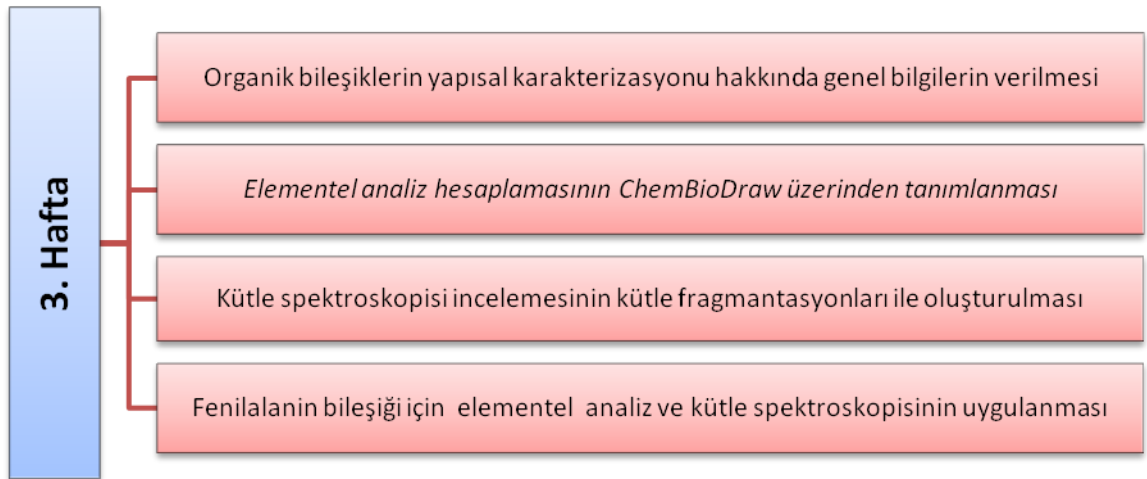 3. Hafta
Organik bileşiklerin yapısal karakterizasyonu hakkında genel bilgilerin verilmesi
Elementel analiz hesaplamasının ChemBioDraw üzerinden tanımlanması
Kütle spektroskopisi incelemesinin kütle fragmantasyonları ile oluşturulması
Fenilalanin bileşiği için elementel analiz ve kütle spektroskopisinin uygulanması